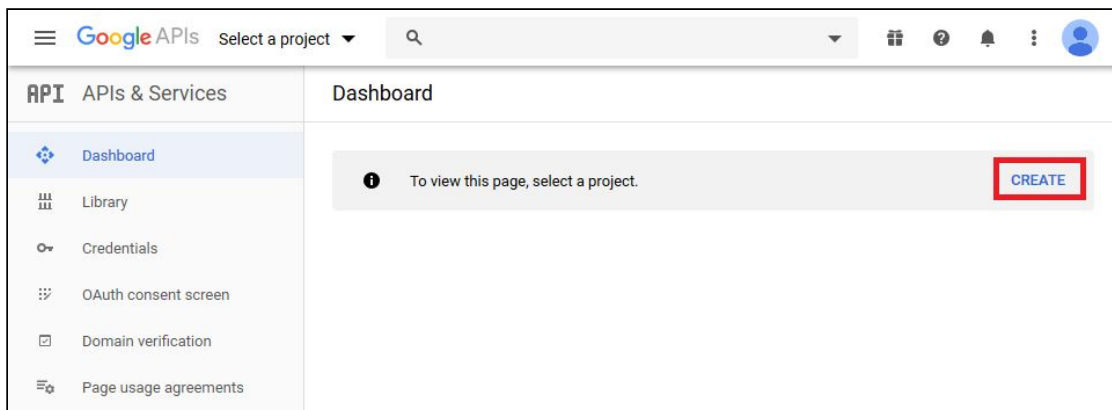 Google APIs Select a project
API APIs & Services
Dashboard
Dashboard
To view this page, select a project.
CREATE
Library
Credentials
OAuth consent screen
Domain verification
Page usage agreements